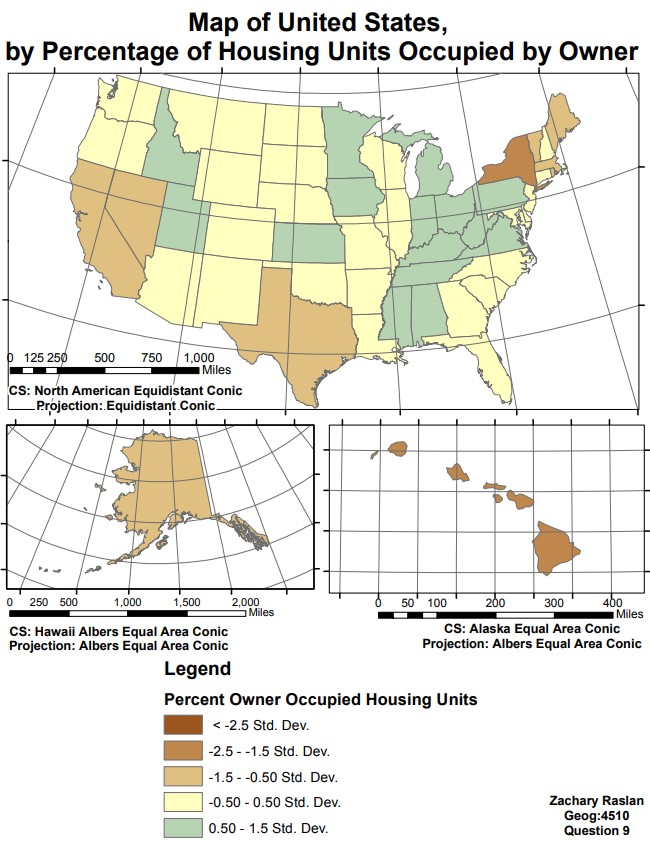 Map of United States,
by Percentage of Housing Units Occupied by Owner
0 125 250 500 750 1,000
Miles
CS: North American Equidistant Conic
Projection: Equidistant Conic
0 250 500 1,000 1,500 2,000
Miles
CS: Hawaii Albers Equal Area Conic
Projection: Albers Equal Area Conic
0 50 100 200 300 400
Miles
CS: Alaska Equal Area Conic
Projection: Albers Equal Area Conic
Legend
Percent Owner Occupied Housing Units
< -2.5 Std. Dev.
-2.5 - -1.5 Std. Dev.
-1.5 - -0.50 Std. Dev.
-0.50 - 0.50 Std. Dev.
0.50 - 1.5 Std. Dev.
Zachary Raslan
Geog:4510
Question 9